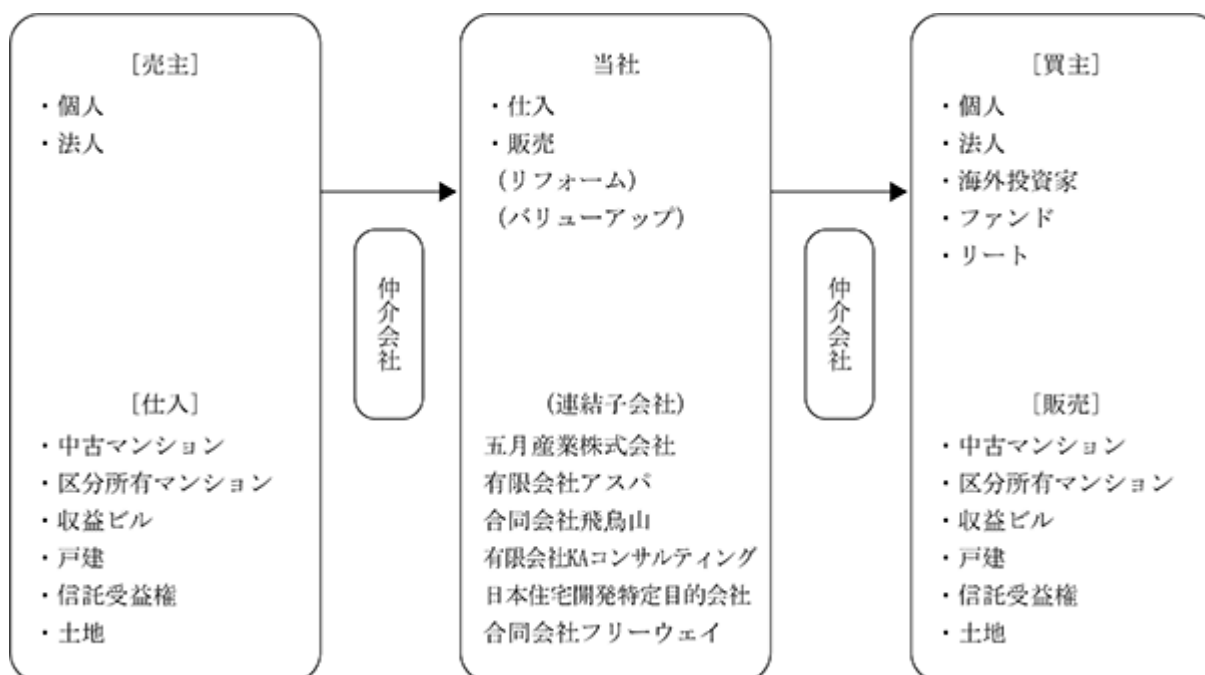 [売主]
・個人
・法人
[仕入]
・中古マンション
・区分所有マンション
・収益ビル
・戸建
・信託受益権
・土地
仲介会社
当社
・仕入
・販売
(リフォーム)
(バリューアップ)
(連結子会社)
五月産業株式会社
有限会社アスパ
合同会社飛鳥山
有限会社KAコンサルティング
日本住宅開発特定目的会社
合同会社フリーウェイ
仲介会社
[買主]
・個人
・法人
・海外投資家
・ファンド
・リート
[販売]
・中古マンション
・区分所有マンション
・収益ビル
・戸建
・信託受益権
・土地